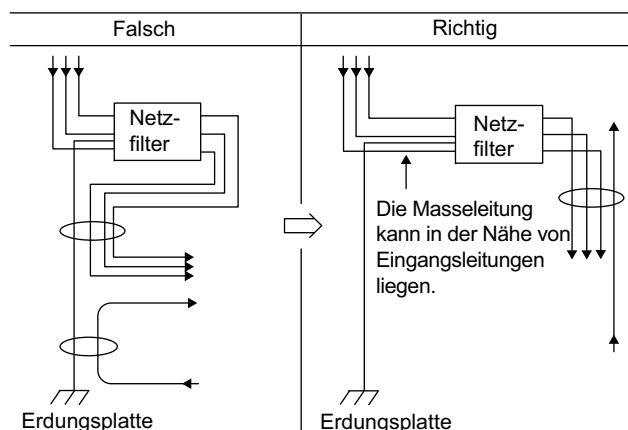 Falsch
Richtig
Netz-
filter
Netz-
filter
Die Masseleitung
kann in der Nähe von
Eingangsleitungen
liegen.
Erdungsplatte
Erdungsplatte